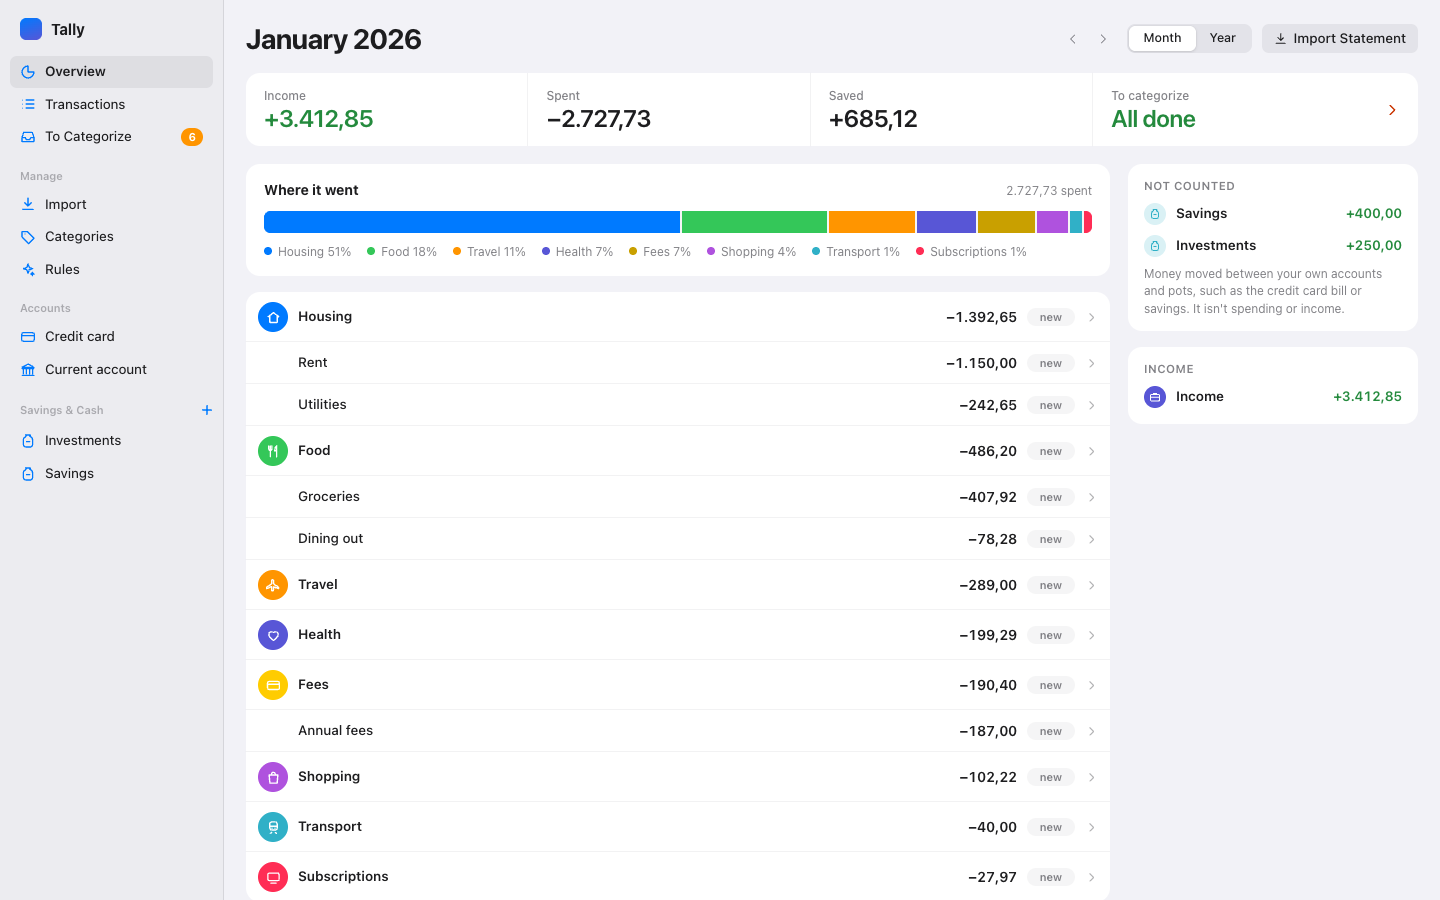 Tally
Overview
Transactions
To Categorize 6
Manage
Import
Categories
Rules
Accounts
Credit card
Current account
Savings & Cash +
Investments
Savings
January 2026
Month Year Import Statement
Income
+3.412,85
Spent
−2.727,73
Saved
+685,12
To categorize
All done
Where it went 2.727,73 spent
Housing 51% Food 18% Travel 11% Health 7% Fees 7% Shopping 4% Transport 1% Subscriptions 1%
Housing −1.392,65 new
Rent −1.150,00 new
Utilities −242,65 new
Food −486,20 new
Groceries −407,92 new
Dining out −78,28 new
Travel −289,00 new
Health −199,29 new
Fees −190,40 new
Annual fees −187,00 new
Shopping −102,22 new
Transport −40,00 new
Subscriptions −27,97 new
NOT COUNTED
Savings +400,00
Investments +250,00
Money moved between your own accounts
and pots, such as the credit card bill or
savings. It isn't spending or income.
INCOME
Income +3.412,85